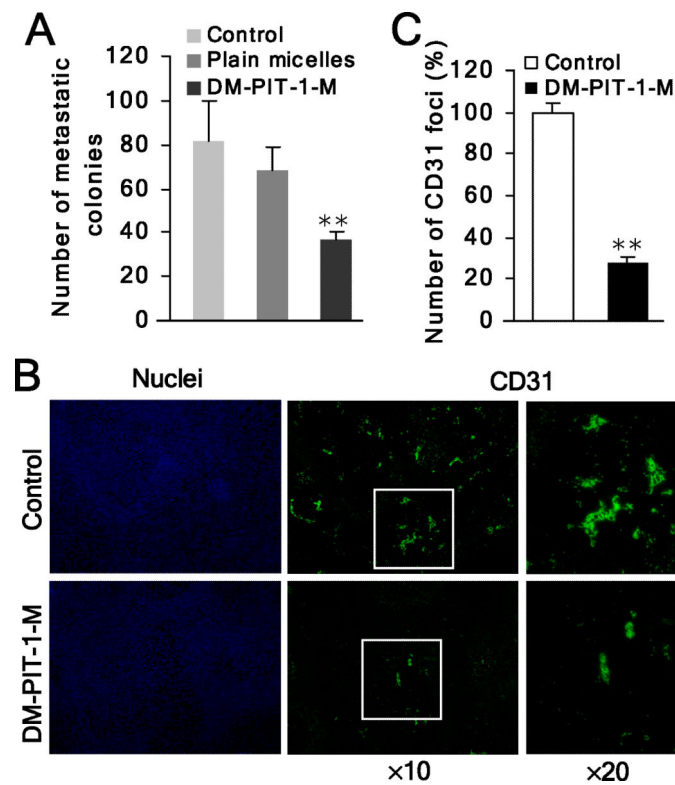 A
Control
Plain micelles
DM-PIT-1-M
Number of metastatic
colonies
120
100
80
60
40
20
0
**
C
Control
DM-PIT-1-M
Number of CD31 foci (%)
120
100
80
60
40
20
0
**
B
Nuclei
CD31
Control
DM-PIT-1-M
×10
×20